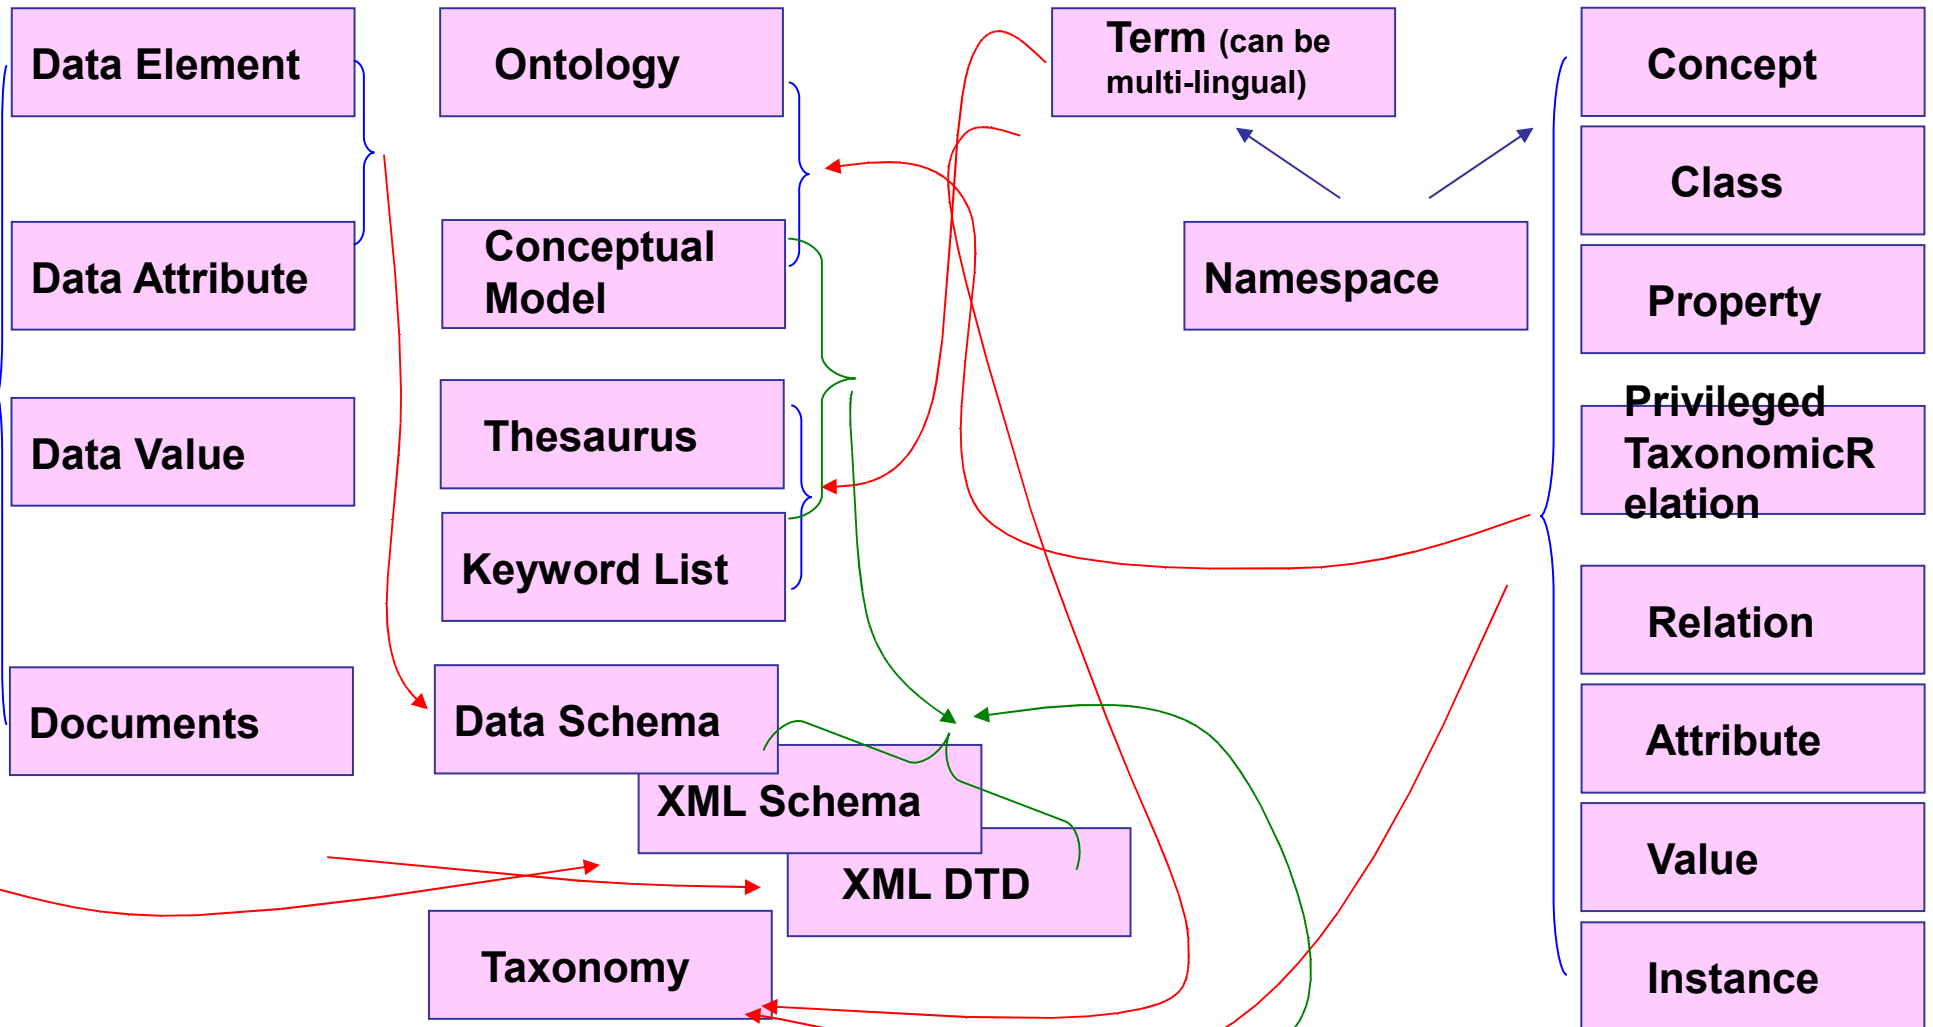 Data Element
Data Attribute
Data Value
Documents
Ontology
Conceptual
Model
Thesaurus
Keyword List
Data Schema
XML Schema
XML DTD
Taxonomy
Term (can be
multi-lingual)
Namespace
Concept
Class
Property
Privileged
TaxonomicR
elation
Relation
Attribute
Value
Instance